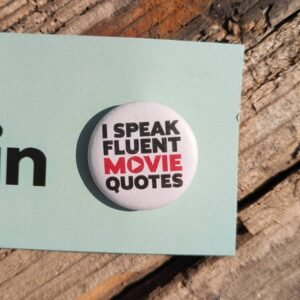 in
I SPEAK
FLUENT
MOVIE
QUOTES